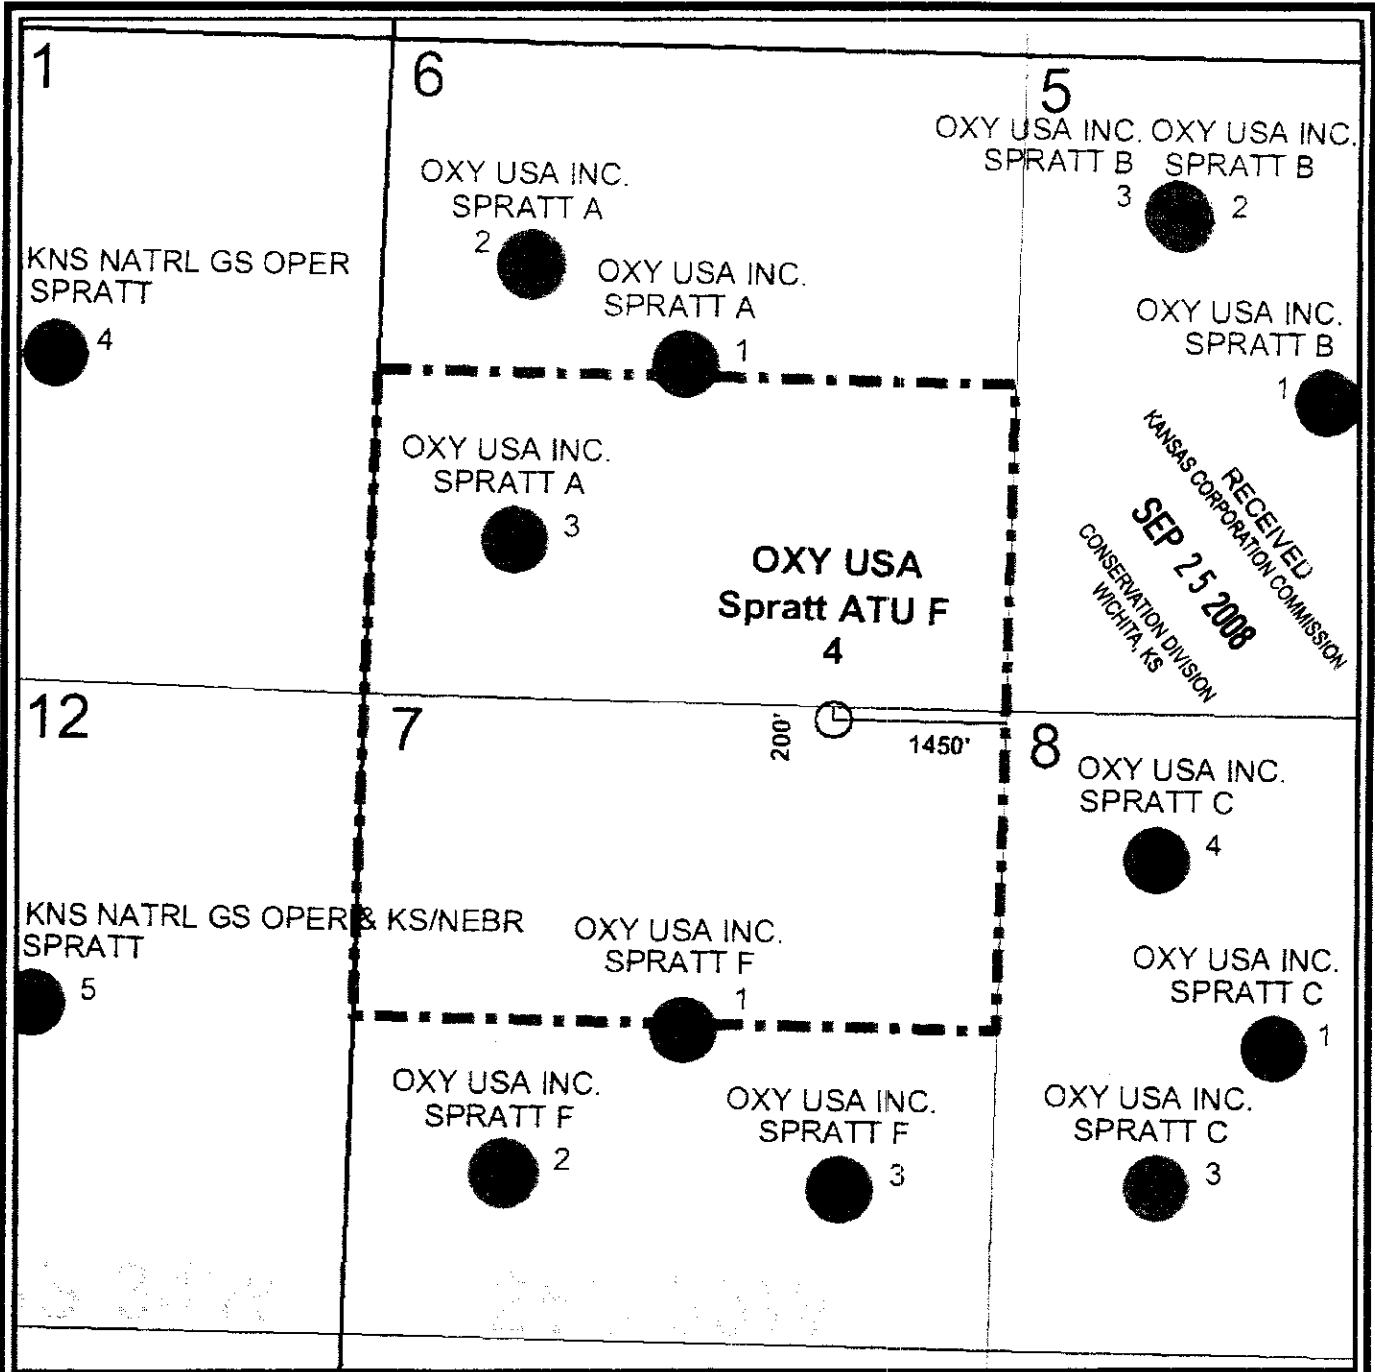 1
6
5
OXY USA INC.
SPRATT B
3
OXY USA INC.
SPRATT B
2
OXY USA INC.
SPRATT A
2
KNS NATRL GS OPER
SPRATT
4
OXY USA INC.
SPRATT A
1
OXY USA INC.
SPRATT B
1
OXY USA INC.
SPRATT A
3
RECEIVED
KANSAS CORPORATION COMMISSION
SEP 25 2008
CONSERVATION DIVISION
WICHITA, KS
OXY USA
Spratt ATU F
4
12
7
200'
1450'
8
OXY USA INC.
SPRATT C
4
KNS NATRL GS OPER & KS/NEBR
SPRATT
5
OXY USA INC.
SPRATT F
1
OXY USA INC.
SPRATT C
1
OXY USA INC.
SPRATT F
2
OXY USA INC.
SPRATT F
3
OXY USA INC.
SPRATT C
3